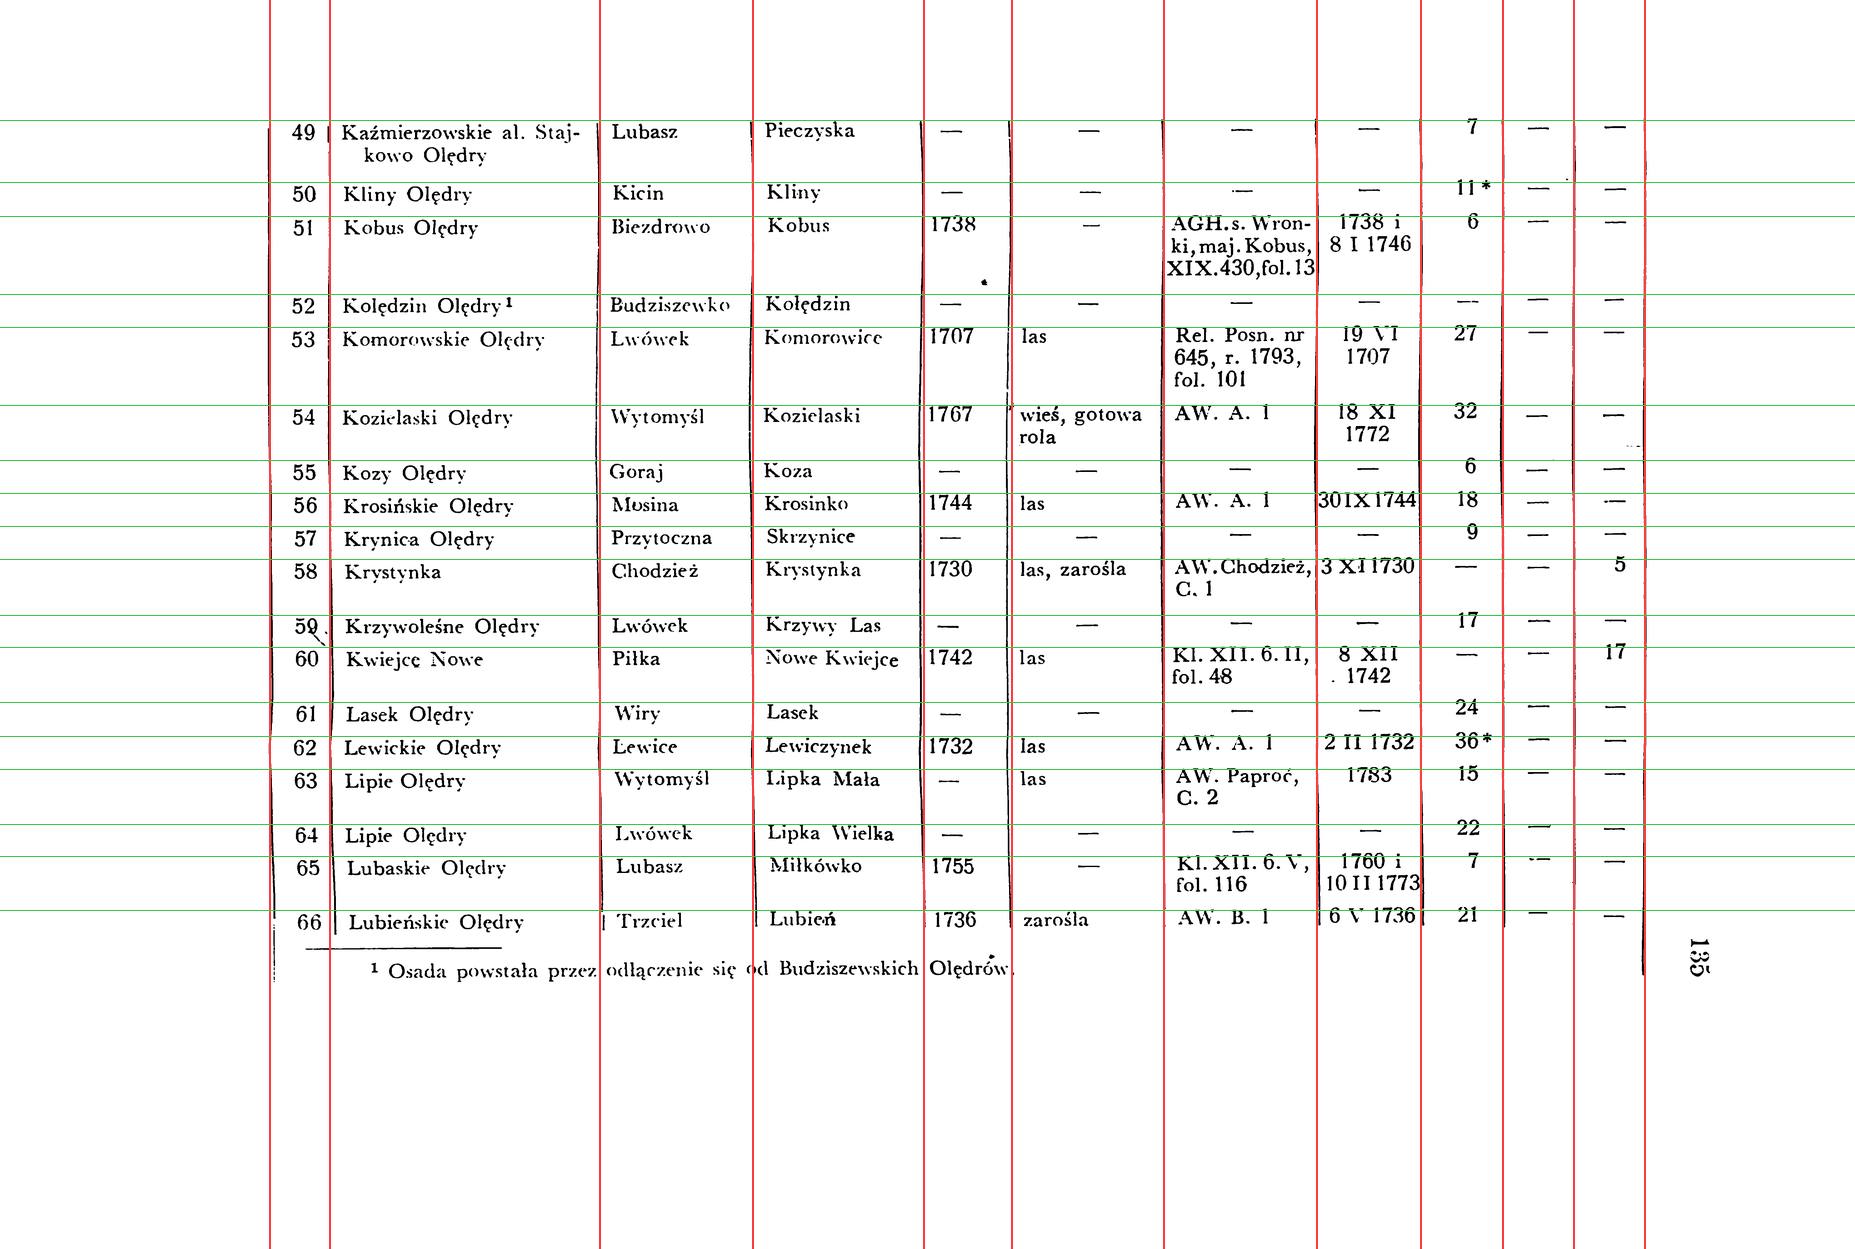 49 Kaźmierzowskie al. Staj- Lubasz Pieczyska — — — — 7 — —
kowo Olędry
50 Kliny Olędry Kicin Kliny — — — — 11* — —
51 Kobus Olędry Biezdrowo Kobus 1738 — AGH.s. Wron- 1738 i 6 — —
ki, maj. Kobus, 8 I 1746
XIX.430, fol. 13
52 Kolędzin Olędry¹ Budziszewko Kołędzin — — — — — — —
53 Komorowskie Olędry Lwówek Komorowice 1707 las Rel. Posn. nr 19 VI 27 — —
645, r. 1793, 1707
fol. 101
54 Kozielaski Olędry Wytomyśl Kozielaski 1767 wieś, gotowa AW. A. 1 18 XI 32 — —
rola 1772
55 Kozy Olędry Goraj Koza — — — — 6 — —
56 Krosińskie Olędry Mosina Krosinko 1744 las AW. A. 1 30 IX 1744 18 — —
57 Krynica Olędry Przytoczna Skrzynice — — — — 9 — —
58 Krystynka Chodzież Krystynka 1730 las, zarośla AW. Chodzież, 3 XI 1730 — — 5
C. 1
59 Krzywoleśne Olędry Lwówek Krzywy Las — — — — 17 — —
60 Kwiejce Nowe Piłka Nowe Kwiejce 1742 las Kl. XII. 6. II, 8 XII — — 17
fol. 48 1742
61 Lasek Olędry Wiry Lasek — — — — 24 — —
62 Lewickie Olędry Lewice Lewiczynek 1732 las AW. A. 1 2 II 1732 36* — —
63 Lipie Olędry Wytomyśl Lipka Mała — las AW. Paproć, 1783 15 — —
C. 2
64 Lipie Olędry Lwówek Lipka Wielka — — — — 22 — —
65 Lubaskie Olędry Lubasz Miłkówko 1755 — Kl. XII. 6. V, 1760 i 7 — —
fol. 116 10 II 1773
66 Lubieńskie Olędry Trzciel Lubień 1736 zarośla AW. B. 1 6 V 1736 21 — —
¹ Osada powstała przez odłączenie się od Budziszewskich Olędrów.
135